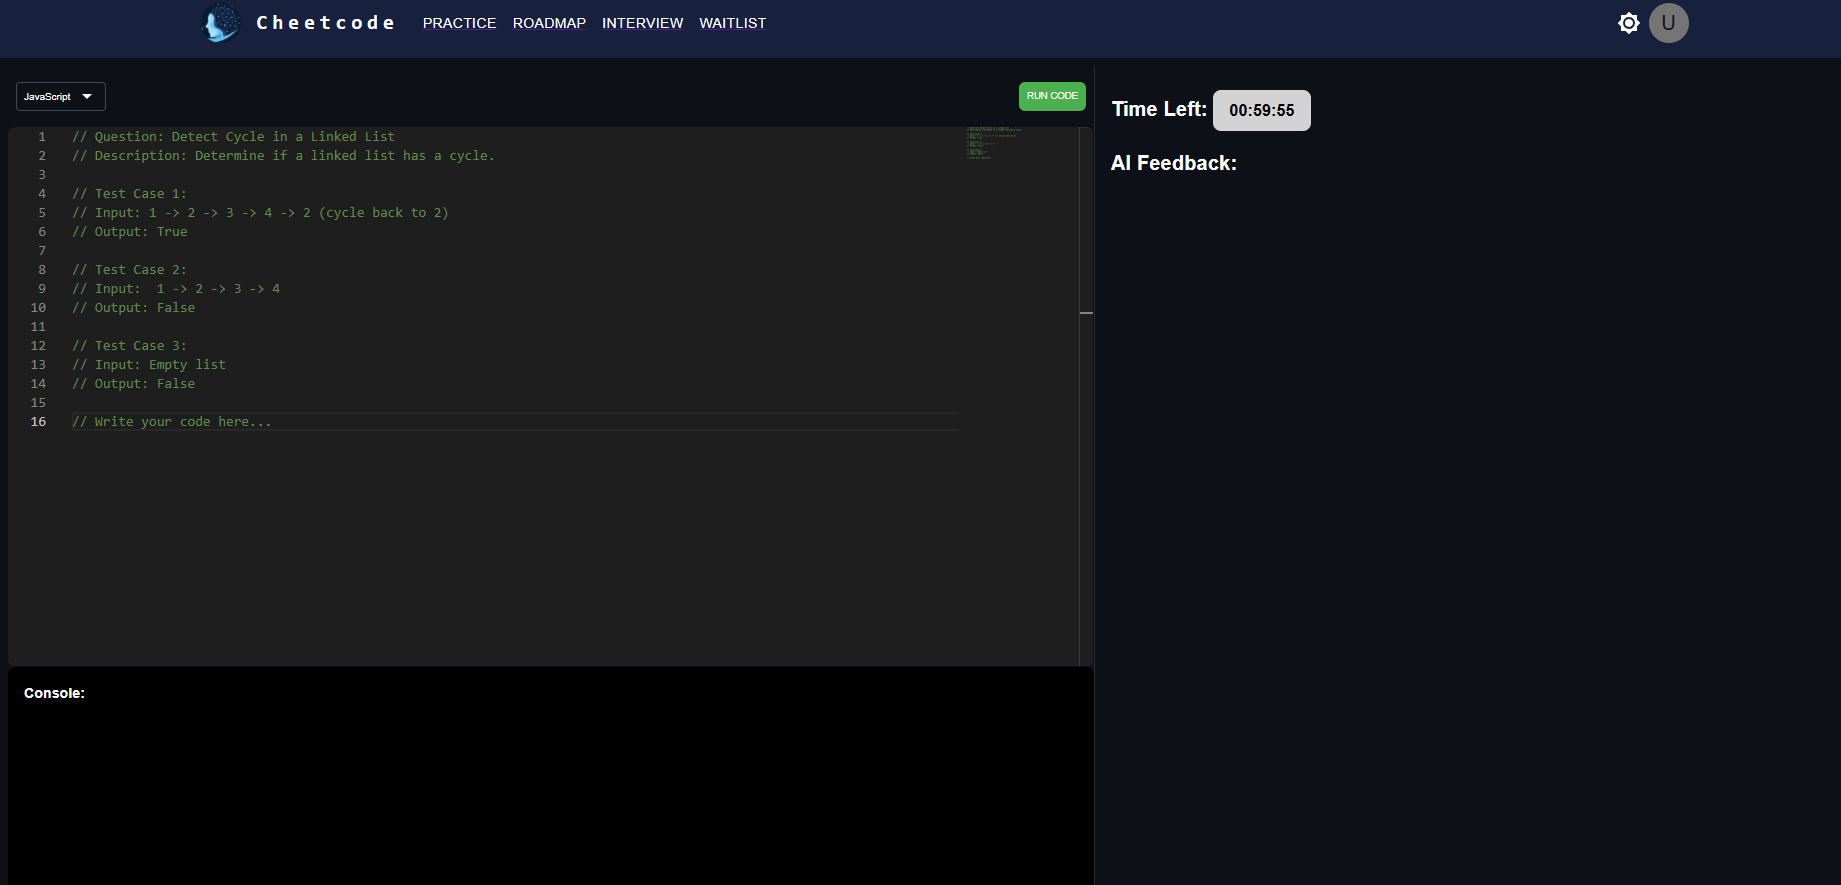 Cheetcode PRACTICE ROADMAP INTERVIEW WAITLIST U
JavaScript RUN CODE
1 // Question: Detect Cycle in a Linked List
2 // Description: Determine if a linked list has a cycle.
3
4 // Test Case 1:
5 // Input: 1 -> 2 -> 3 -> 4 -> 2 (cycle back to 2)
6 // Output: True
7
8 // Test Case 2:
9 // Input:  1 -> 2 -> 3 -> 4
10 // Output: False
11
12 // Test Case 3:
13 // Input: Empty list
14 // Output: False
15
16 // Write your code here...
Console:
Time Left: 00:59:55
AI Feedback: